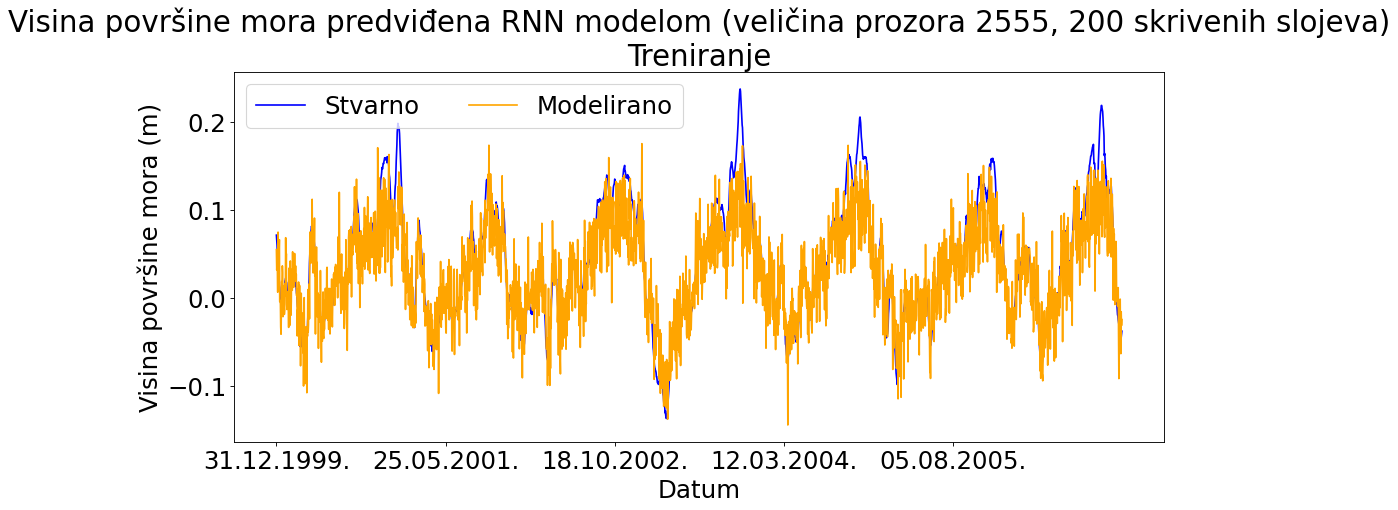 Visina površine mora predviđena RNN modelom (veličina prozora 2555, 200 skrivenih slojeva)
Treniranje
Stvarno Modelirano
Visina površine mora (m)
0.2
0.1
0.0
−0.1
31.12.1999. 25.05.2001. 18.10.2002. 12.03.2004. 05.08.2005.
Datum